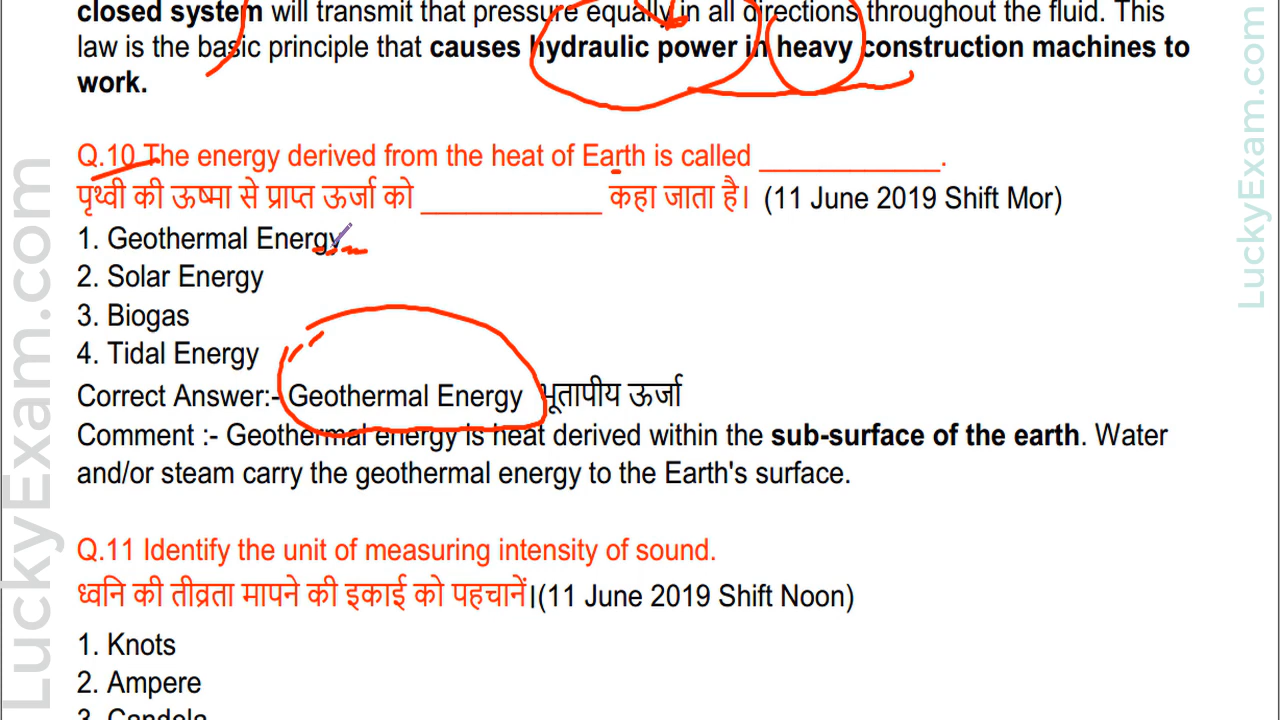 closed system will transmit that pressure equally in all directions throughout the fluid. This
law is the basic principle that causes hydraulic power in heavy construction machines to
work.
Q.10 The energy derived from the heat of Earth is called ____________.
पृथ्वी की ऊष्मा से प्राप्त ऊर्जा को ____________ कहा जाता है। (11 June 2019 Shift Mor)
1. Geothermal Energy
2. Solar Energy
3. Biogas
4. Tidal Energy
Correct Answer:- Geothermal Energy भूतापीय ऊर्जा
Comment :- Geothermal energy is heat derived within the sub-surface of the earth. Water
and/or steam carry the geothermal energy to the Earth's surface.
Q.11 Identify the unit of measuring intensity of sound.
ध्वनि की तीव्रता मापने की इकाई को पहचानें।(11 June 2019 Shift Noon)
1. Knots
2. Ampere
3. Candela
LuckyExam.com
LuckyExam.com
LuckyExam.com